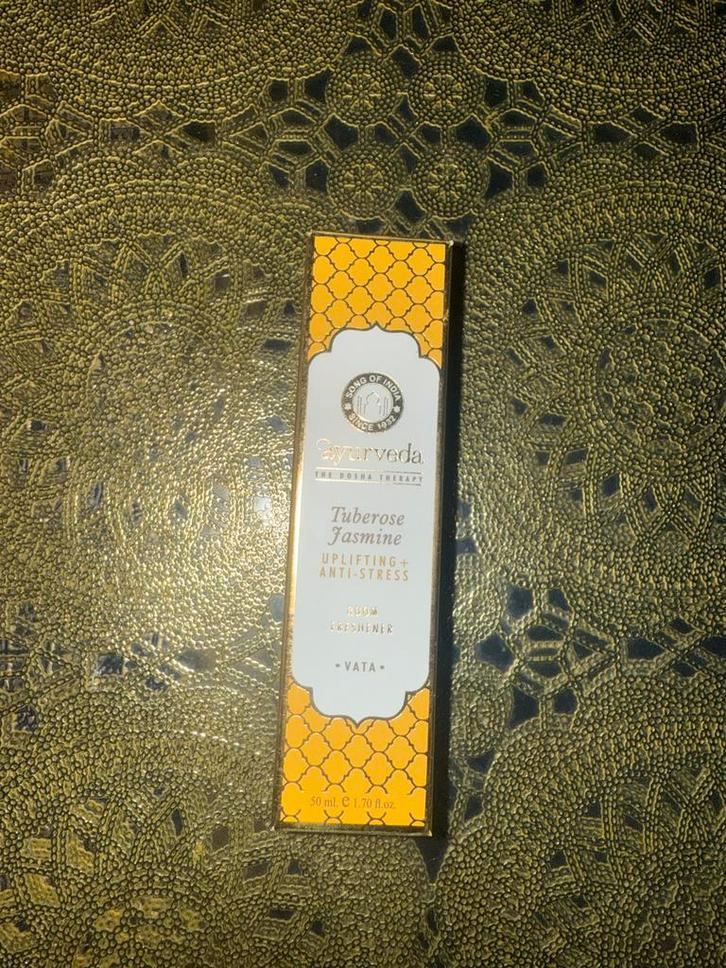 SONG OF INDIA
SINCE 1932
Ayurveda
THE DOSHA THERAPY
Tuberose
Jasmine
UPLIFTING+
ANTI-STRESS
ROOM
FRESHENER
• VATA •
50 ml. e 1.70 fl.oz.